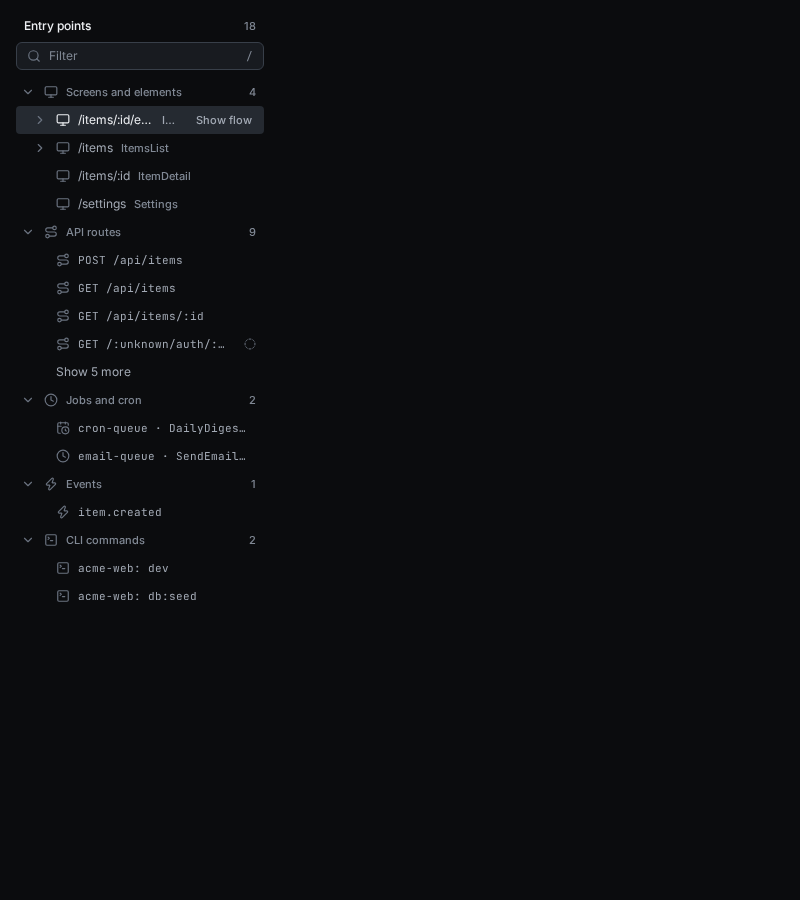 Entry points 18
Filter /
Screens and elements 4
/items/:id/e... I... Show flow
/items ItemsList
/items/:id ItemDetail
/settings Settings
API routes 9
POST /api/items
GET /api/items
GET /api/items/:id
GET /:unknown/auth/:…
Show 5 more
Jobs and cron 2
cron-queue · DailyDiges…
email-queue · SendEmail…
Events 1
item.created
CLI commands 2
acme-web: dev
acme-web: db:seed